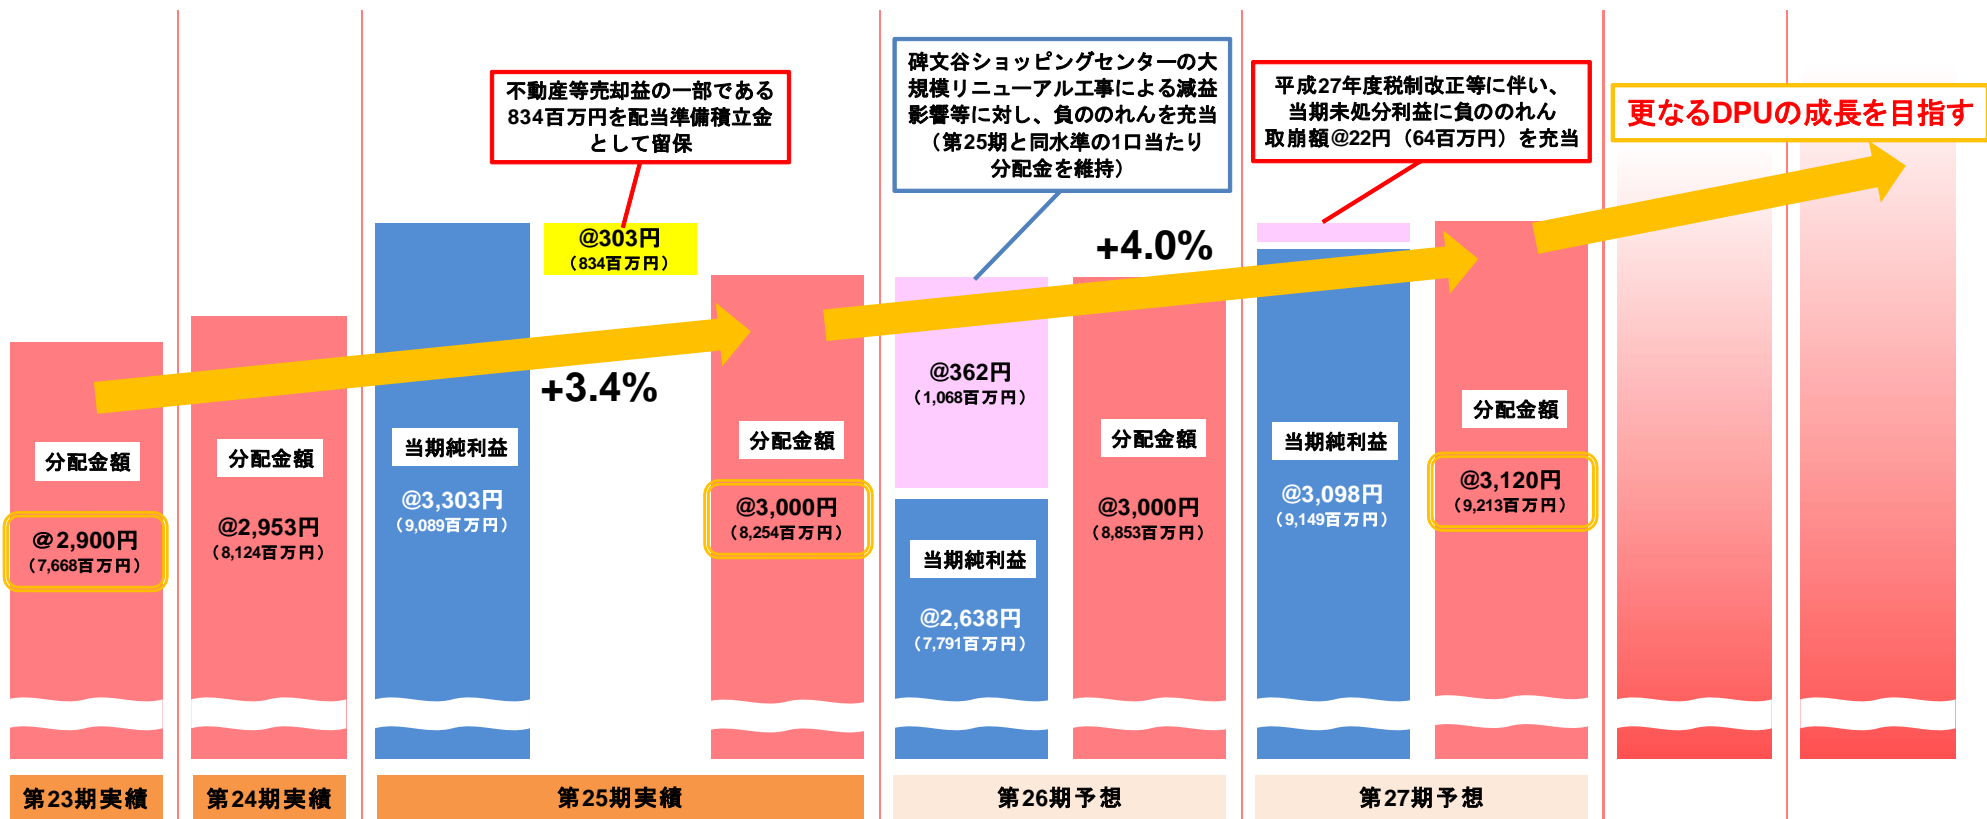 不動産等売却益の一部である
834百万円を配当準備積立金
として留保
碑文谷ショッピングセンターの大
規模リニューアル工事による減益
影響等に対し、負ののれんを充当
（第25期と同水準の1口当たり
分配金を維持）
平成27年度税制改正等に伴い、
当期未処分利益に負ののれん
取崩額@22円（64百万円）を充当
更なるDPUの成長を目指す
分配金額
@2,900円
（7,668百万円）
第23期実績
分配金額
@2,953円
（8,124百万円）
第24期実績
当期純利益
@3,303円
（9,089百万円）
@303円
（834百万円）
+3.4%
分配金額
@3,000円
（8,254百万円）
第25期実績
@362円
（1,068百万円）
当期純利益
@2,638円
（7,791百万円）
+4.0%
分配金額
@3,000円
（8,853百万円）
第26期予想
当期純利益
@3,098円
（9,149百万円）
分配金額
@3,120円
（9,213百万円）
第27期予想